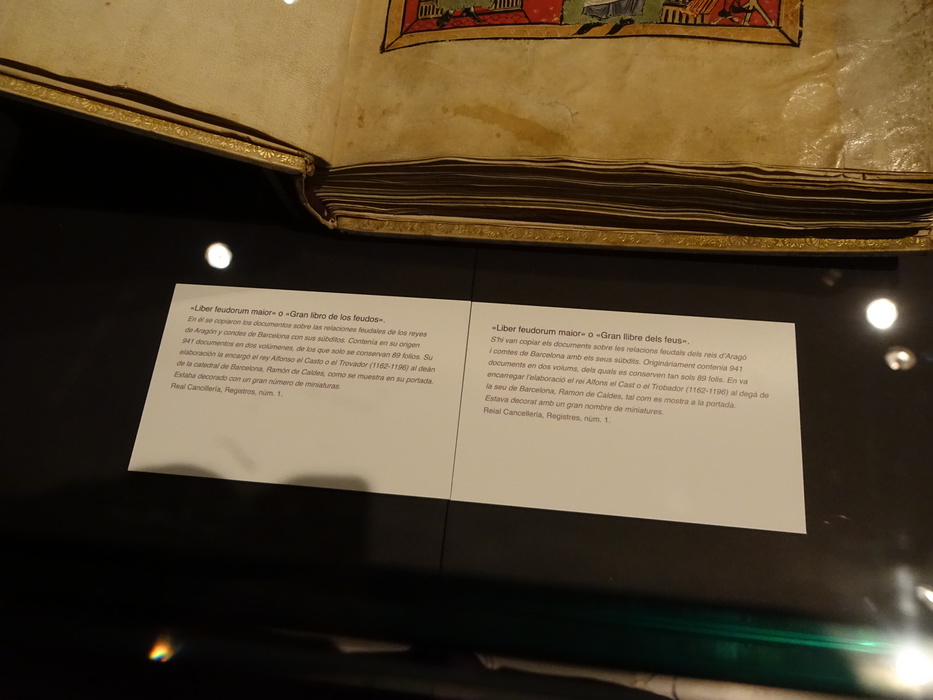 «Liber feudorum maior» o «Gran libro de los feudos».
En él se copiaron los documentos sobre las relaciones feudales de los reyes
de Aragón y condes de Barcelona con sus súbditos. Contenía en su origen
941 documentos en dos volúmenes, de los que solo se conservan 89 folios. Su
elaboración la encargó el rey Alfonso el Casto o el Trovador (1162-1196) al deán
de la catedral de Barcelona, Ramón de Caldes, como se muestra en su portada.
Estaba decorado con un gran número de miniaturas.
Real Cancillería, Registros, núm. 1.
«Liber feudorum maior» o «Gran llibre dels feus».
S'hi van copiar els documents sobre les relacions feudals dels reis d'Aragó
i comtes de Barcelona amb els seus súbdits. Originàriament contenia 941
documents en dos volums, dels quals es conserven tan sols 89 folis. En va
encarregar l'elaboració el rei Alfons el Cast o el Trobador (1162-1196) al degà de
la seu de Barcelona, Ramon de Caldes, tal com es mostra a la portada.
Estava decorat amb un gran nombre de miniatures.
Reial Cancelleria, Registres, núm. 1.